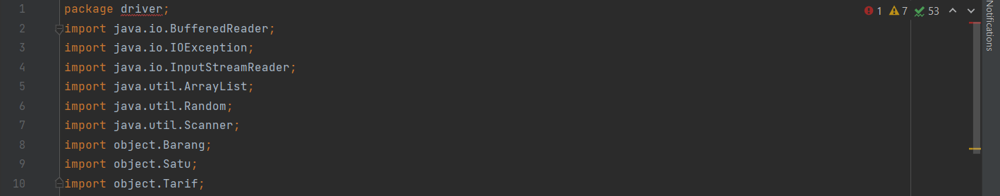 1 package driver; 1 7 53
2 import java.io.BufferedReader;
3 import java.io.IOException;
4 import java.io.InputStreamReader;
5 import java.util.ArrayList;
6 import java.util.Random;
7 import java.util.Scanner;
8 import object.Barang;
9 import object.Satu;
10 import object.Tarif;
Notifications